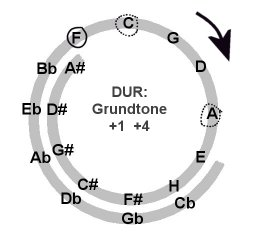 C
F
G
Bb A#
D
DUR:
Grundtone
+1 +4
Eb D#
A
Ab G#
E
C#
H
Db
F#
Cb
Gb